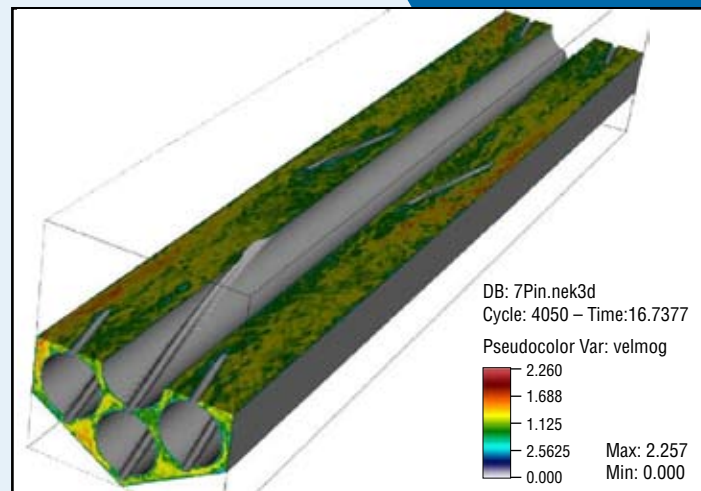 DB: 7Pin.nek3d
Cycle: 4050 – Time:16.7377
Pseudocolor Var: velmog
2.260
1.688
1.125
2.5625
0.000
Max: 2.257
Min: 0.000